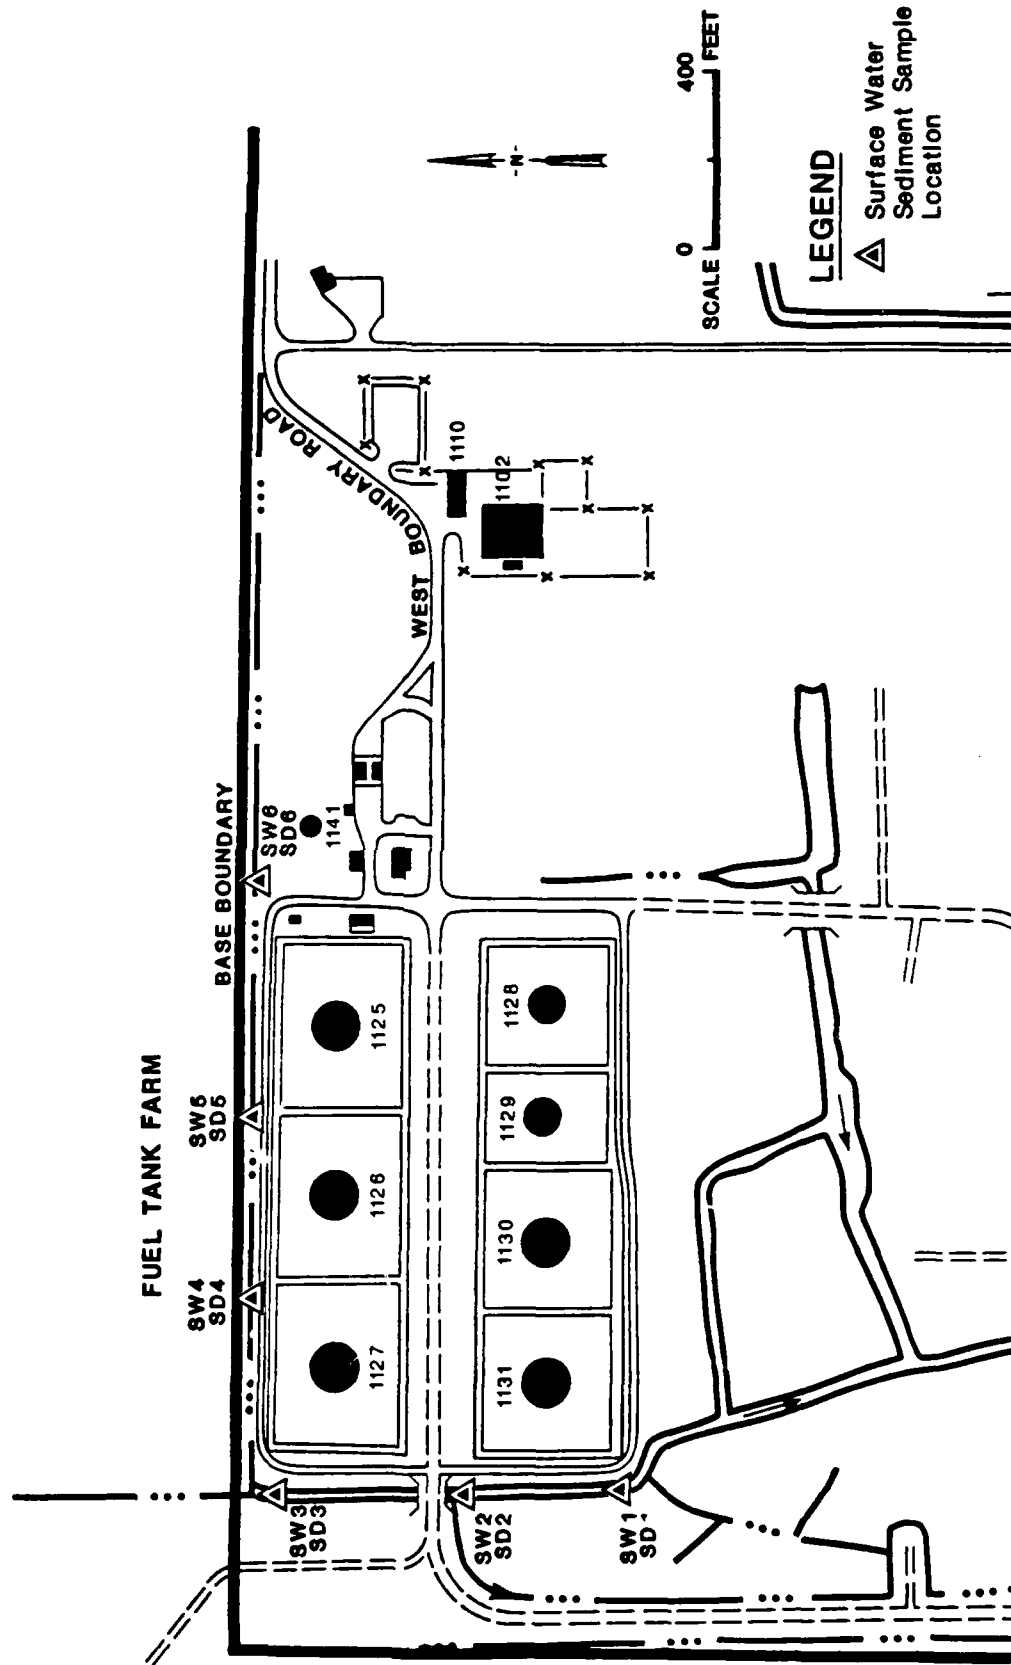 FUEL TANK FARM
BASE BOUNDARY
SW3
SD3
SW4
SD4
SW5
SD5
SW6
SD6
1141
1127
1126
1125
WEST BOUNDARY ROAD
1131
1130
1129
1128
1110
1102
SW2
SD2
SW1
SD
-N-
0
400
SCALE
FEET
LEGEND
Surface Water
Sediment Sample
Location